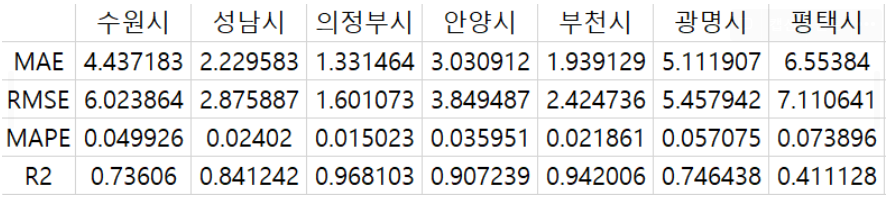 수원시 성남시 의정부시 안양시 부천시 광명시 평택시
MAE 4.437183 2.229583 1.331464 3.030912 1.939129 5.111907 6.55384
RMSE 6.023864 2.875887 1.601073 3.849487 2.424736 5.457942 7.110641
MAPE 0.049926 0.02402 0.015023 0.035951 0.021861 0.057075 0.073896
R2 0.73606 0.841242 0.968103 0.907239 0.942006 0.746438 0.411128